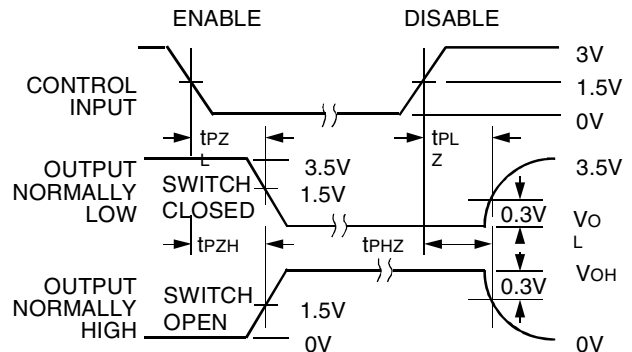 ENABLE DISABLE
3V
CONTROL
INPUT
1.5V
0V
tPZ
L
tPL
Z
OUTPUT
NORMALLY
LOW
SWITCH
CLOSED
3.5V
1.5V
3.5V
0.3V
VO
L
tPZH
tPHZ
OUTPUT
NORMALLY
HIGH
SWITCH
OPEN
1.5V
0V
0.3V
VOH
0V